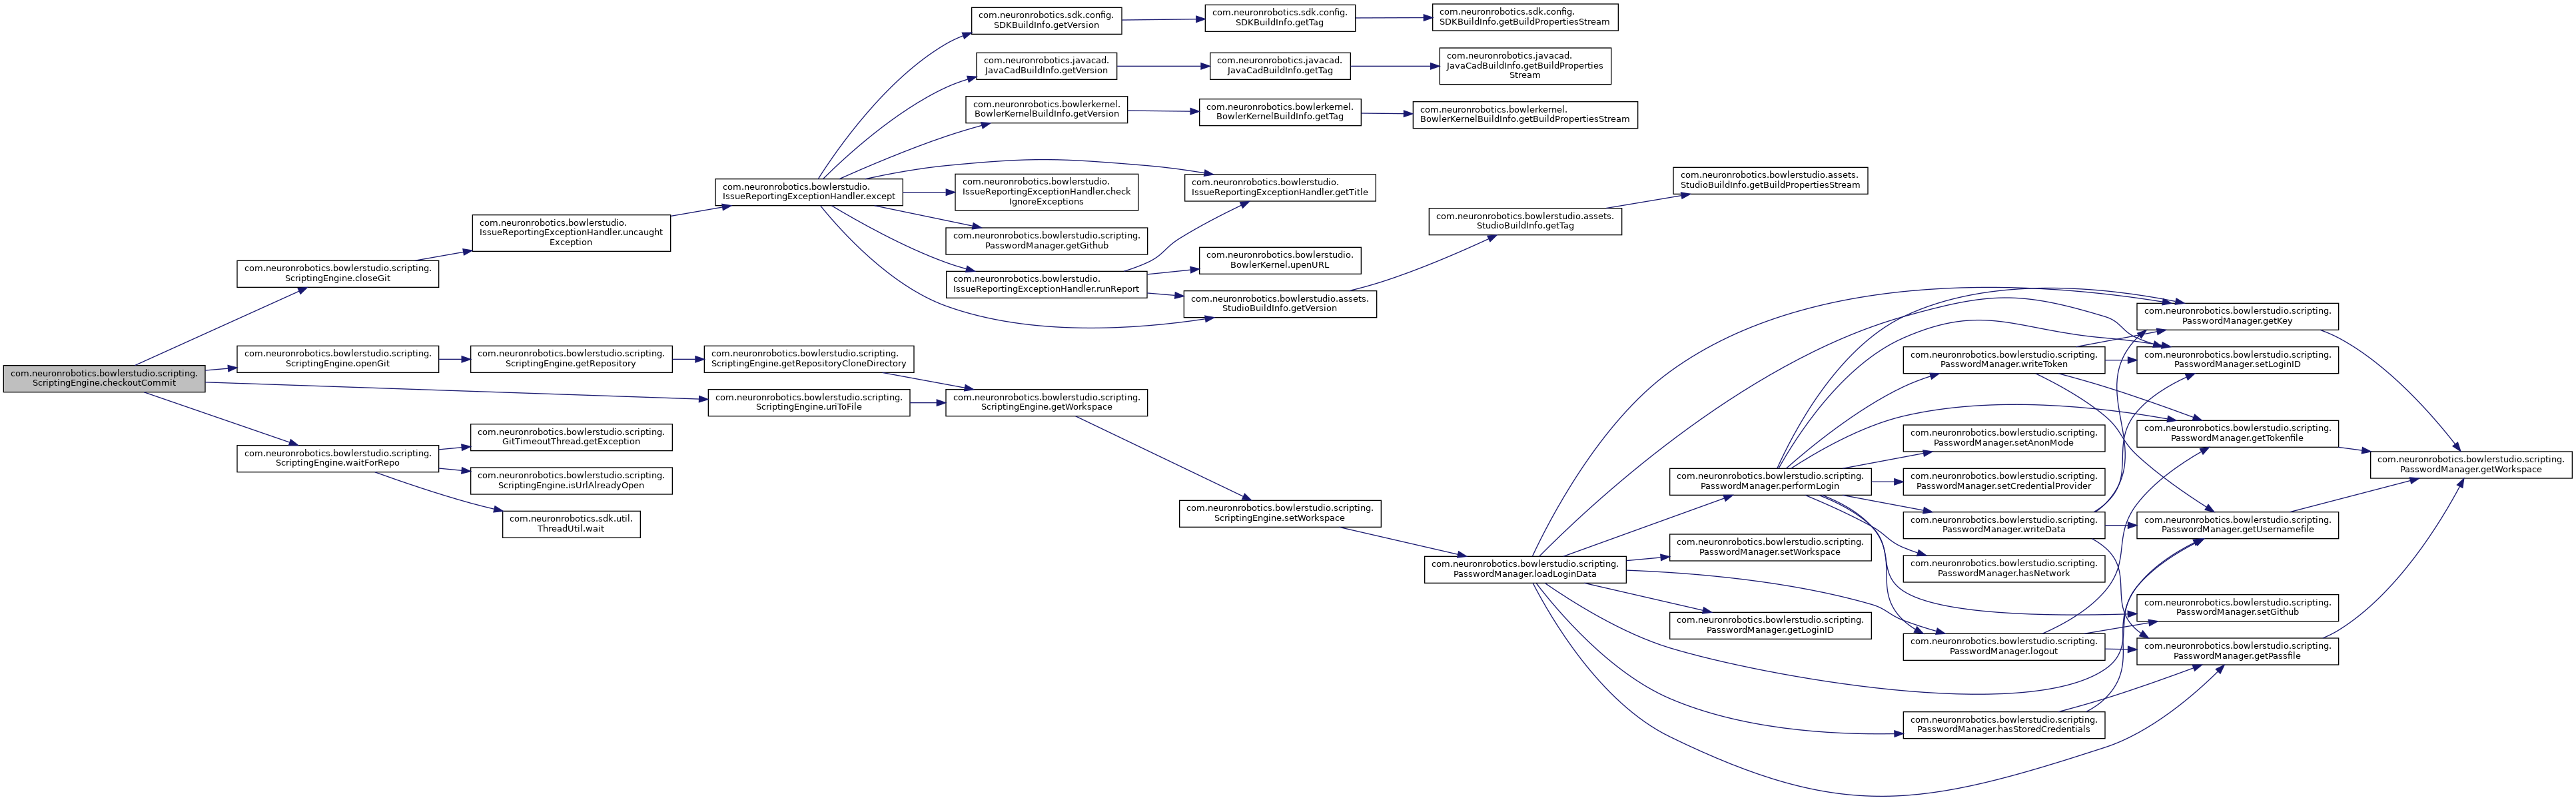 com.neuronrobotics.bowlerstudio.scripting.
ScriptingEngine.checkoutCommit
com.neuronrobotics.bowlerstudio.scripting.
ScriptingEngine.closeGit
com.neuronrobotics.bowlerstudio.
IssueReportingExceptionHandler.uncaught
Exception
com.neuronrobotics.bowlerstudio.
IssueReportingExceptionHandler.except
com.neuronrobotics.sdk.config.
SDKBuildInfo.getVersion
com.neuronrobotics.sdk.config.
SDKBuildInfo.getTag
com.neuronrobotics.sdk.config.
SDKBuildInfo.getBuildPropertiesStream
com.neuronrobotics.javacad.
JavaCadBuildInfo.getVersion
com.neuronrobotics.javacad.
JavaCadBuildInfo.getTag
com.neuronrobotics.javacad.
JavaCadBuildInfo.getBuildProperties
Stream
com.neuronrobotics.bowlerkernel.
BowlerKernelBuildInfo.getVersion
com.neuronrobotics.bowlerkernel.
BowlerKernelBuildInfo.getTag
com.neuronrobotics.bowlerkernel.
BowlerKernelBuildInfo.getBuildPropertiesStream
com.neuronrobotics.bowlerstudio.
IssueReportingExceptionHandler.check
IgnoreExceptions
com.neuronrobotics.bowlerstudio.
IssueReportingExceptionHandler.getTitle
com.neuronrobotics.bowlerstudio.scripting.
PasswordManager.getGithub
com.neuronrobotics.bowlerstudio.
IssueReportingExceptionHandler.runReport
com.neuronrobotics.bowlerstudio.
BowlerKernel.upenURL
com.neuronrobotics.bowlerstudio.assets.
StudioBuildInfo.getVersion
com.neuronrobotics.bowlerstudio.assets.
StudioBuildInfo.getTag
com.neuronrobotics.bowlerstudio.assets.
StudioBuildInfo.getBuildPropertiesStream
com.neuronrobotics.bowlerstudio.scripting.
ScriptingEngine.openGit
com.neuronrobotics.bowlerstudio.scripting.
ScriptingEngine.getRepository
com.neuronrobotics.bowlerstudio.scripting.
ScriptingEngine.getRepositoryCloneDirectory
com.neuronrobotics.bowlerstudio.scripting.
ScriptingEngine.uriToFile
com.neuronrobotics.bowlerstudio.scripting.
ScriptingEngine.getWorkspace
com.neuronrobotics.bowlerstudio.scripting.
ScriptingEngine.waitForRepo
com.neuronrobotics.bowlerstudio.scripting.
GitTimeoutThread.getException
com.neuronrobotics.bowlerstudio.scripting.
ScriptingEngine.isUrlAlreadyOpen
com.neuronrobotics.sdk.util.
ThreadUtil.wait
com.neuronrobotics.bowlerstudio.scripting.
ScriptingEngine.setWorkspace
com.neuronrobotics.bowlerstudio.scripting.
PasswordManager.loadLoginData
com.neuronrobotics.bowlerstudio.scripting.
PasswordManager.performLogin
com.neuronrobotics.bowlerstudio.scripting.
PasswordManager.setWorkspace
com.neuronrobotics.bowlerstudio.scripting.
PasswordManager.getLoginID
com.neuronrobotics.bowlerstudio.scripting.
PasswordManager.writeToken
com.neuronrobotics.bowlerstudio.scripting.
PasswordManager.setAnonMode
com.neuronrobotics.bowlerstudio.scripting.
PasswordManager.setCredentialProvider
com.neuronrobotics.bowlerstudio.scripting.
PasswordManager.writeData
com.neuronrobotics.bowlerstudio.scripting.
PasswordManager.hasNetwork
com.neuronrobotics.bowlerstudio.scripting.
PasswordManager.logout
com.neuronrobotics.bowlerstudio.scripting.
PasswordManager.hasStoredCredentials
com.neuronrobotics.bowlerstudio.scripting.
PasswordManager.getKey
com.neuronrobotics.bowlerstudio.scripting.
PasswordManager.setLoginID
com.neuronrobotics.bowlerstudio.scripting.
PasswordManager.getTokenfile
com.neuronrobotics.bowlerstudio.scripting.
PasswordManager.getUsernamefile
com.neuronrobotics.bowlerstudio.scripting.
PasswordManager.setGithub
com.neuronrobotics.bowlerstudio.scripting.
PasswordManager.getPassfile
com.neuronrobotics.bowlerstudio.scripting.
PasswordManager.getWorkspace